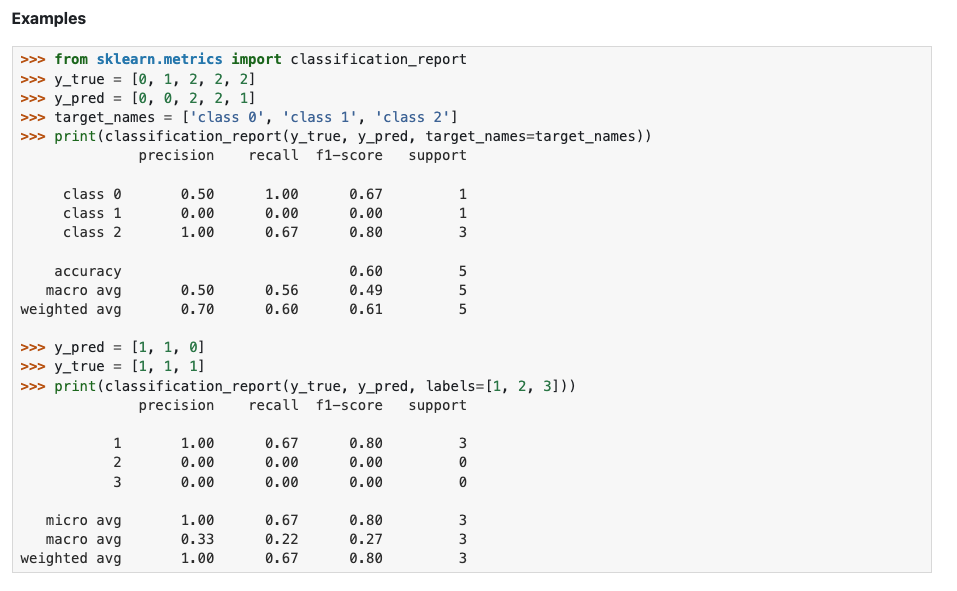 Examples
>>> from sklearn.metrics import classification_report
>>> y_true = [0, 1, 2, 2, 2]
>>> y_pred = [0, 0, 2, 2, 1]
>>> target_names = ['class 0', 'class 1', 'class 2']
>>> print(classification_report(y_true, y_pred, target_names=target_names))
              precision    recall  f1-score   support

     class 0       0.50      1.00      0.67         1
     class 1       0.00      0.00      0.00         1
     class 2       1.00      0.67      0.80         3

    accuracy                           0.60         5
   macro avg       0.50      0.56      0.49         5
weighted avg       0.70      0.60      0.61         5

>>> y_pred = [1, 1, 0]
>>> y_true = [1, 1, 1]
>>> print(classification_report(y_true, y_pred, labels=[1, 2, 3]))
              precision    recall  f1-score   support

           1       1.00      0.67      0.80         3
           2       0.00      0.00      0.00         0
           3       0.00      0.00      0.00         0

   micro avg       1.00      0.67      0.80         3
   macro avg       0.33      0.22      0.27         3
weighted avg       1.00      0.67      0.80         3